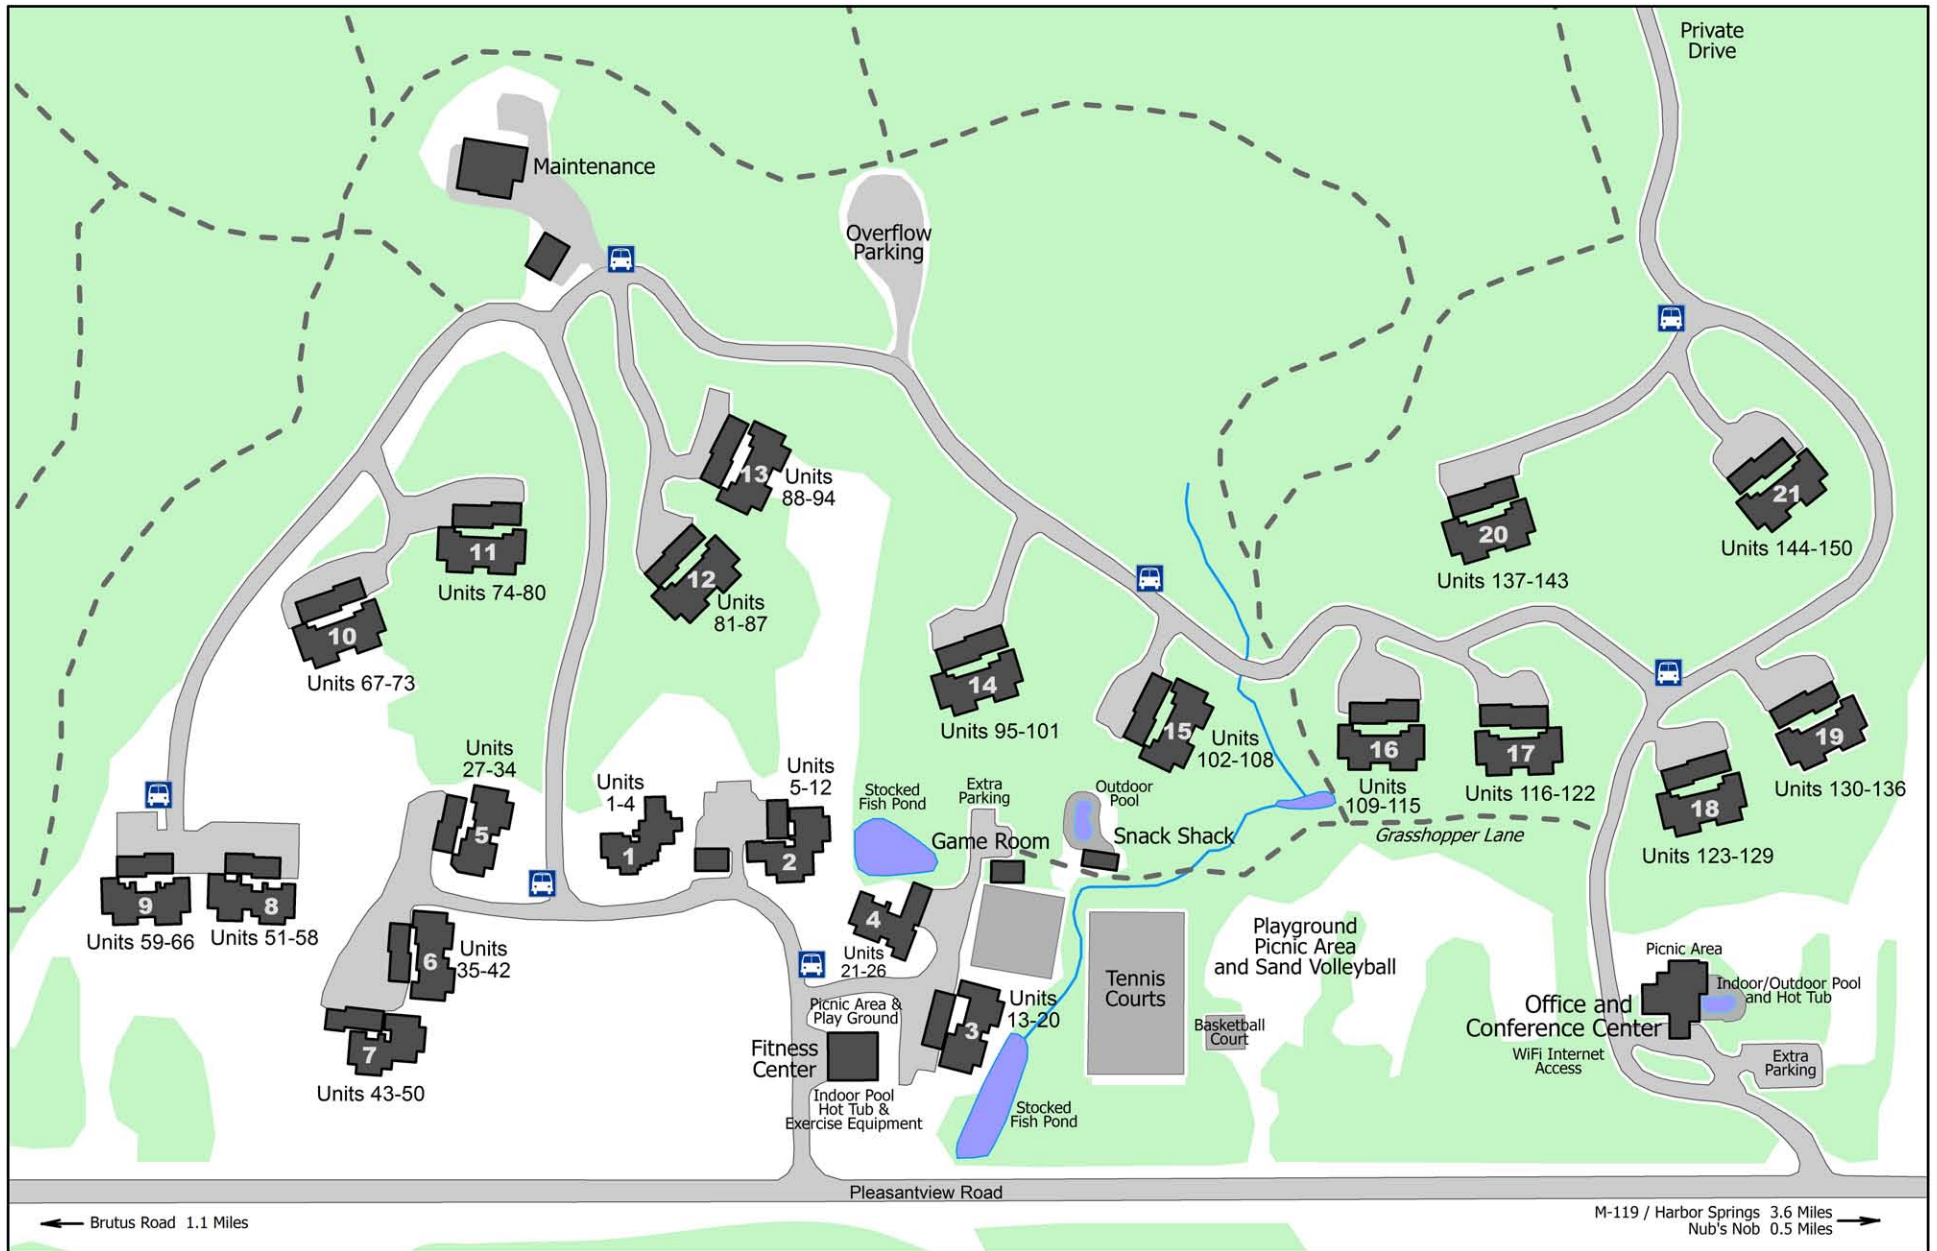 Private
Drive
Maintenance
Overflow
Parking
13
Units
88-94
21
Units 144-150
20
Units 137-143
11
Units 74-80
12
Units
81-87
10
Units 67-73
14
Units 95-101
15
Units
102-108
16
Units
109-115
17
Units 116-122
19
Units 130-136
18
Units 123-129
Grasshopper Lane
Units
27-34
5
Units
1-4
1
Units
5-12
2
Stocked
Fish Pond
Extra
Parking
Game Room
Outdoor
Pool
Snack Shack
9
Units 59-66
8
Units 51-58
6
Units
35-42
4
Units
21-26
7
Units 43-50
Picnic Area &
Play Ground
Fitness
Center
Indoor Pool
Hot Tub &
Exercise Equipment
3
Units
13-20
Stocked
Fish Pond
Tennis
Courts
Playground
Picnic Area
and Sand Volleyball
Basketball
Court
Picnic Area
Indoor/Outdoor Pool
and Hot Tub
Office and
Conference Center
WiFi Internet
Access
Extra
Parking
Pleasantview Road
Brutus Road 1.1 Miles
M-119 / Harbor Springs 3.6 Miles
Nub's Nob 0.5 Miles